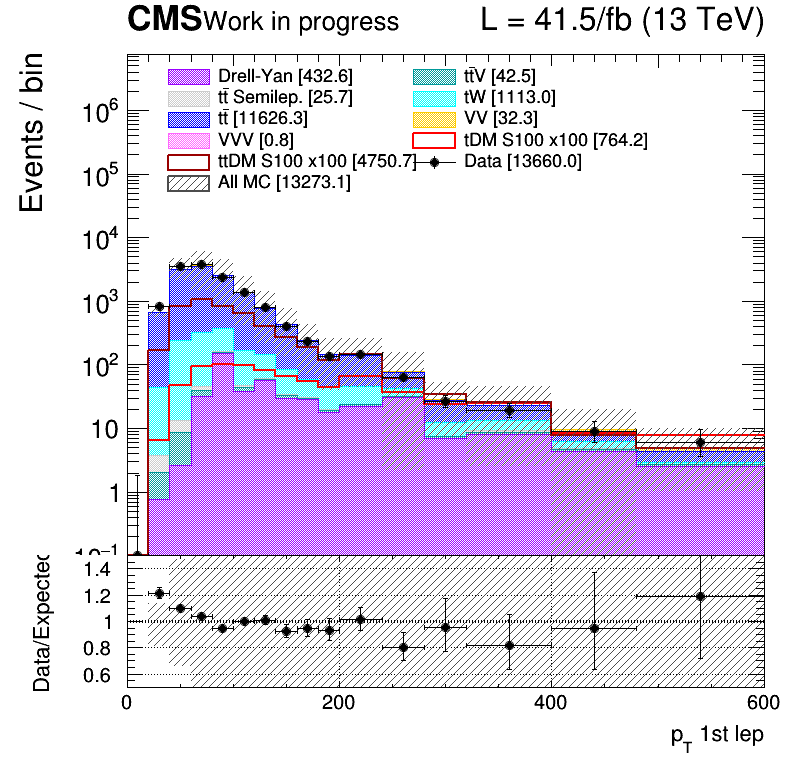 CMS Work in progress L = 41.5/fb (13 TeV)
Events / bin
Drell-Yan [432.6] tt̄V [42.5]
tt̄ Semilep. [25.7] tW [1113.0]
tt̄ [11626.3] VV [32.3]
VVV [0.8] tDM S100 x100 [764.2]
ttDM S100 x100 [4750.7] Data [13660.0]
All MC [13273.1]
10⁶
10⁵
10⁴
10³
10²
10
1
10⁻¹
Data/Expected
1.4
1.2
1
0.8
0.6
0 200 400 600
p_T 1st lep